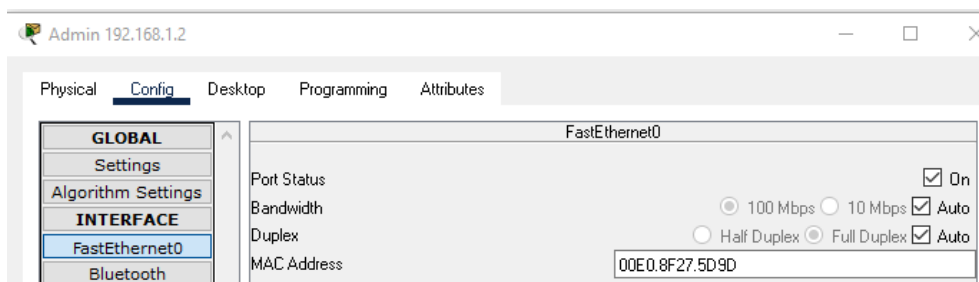 Admin 192.168.1.2
Physical Config Desktop Programming Attributes
GLOBAL
Settings
Algorithm Settings
INTERFACE
FastEthernet0
Bluetooth
FastEthernet0
Port Status On
Bandwidth 100 Mbps 10 Mbps Auto
Duplex Half Duplex Full Duplex Auto
MAC Address 00E0.8F27.5D9D